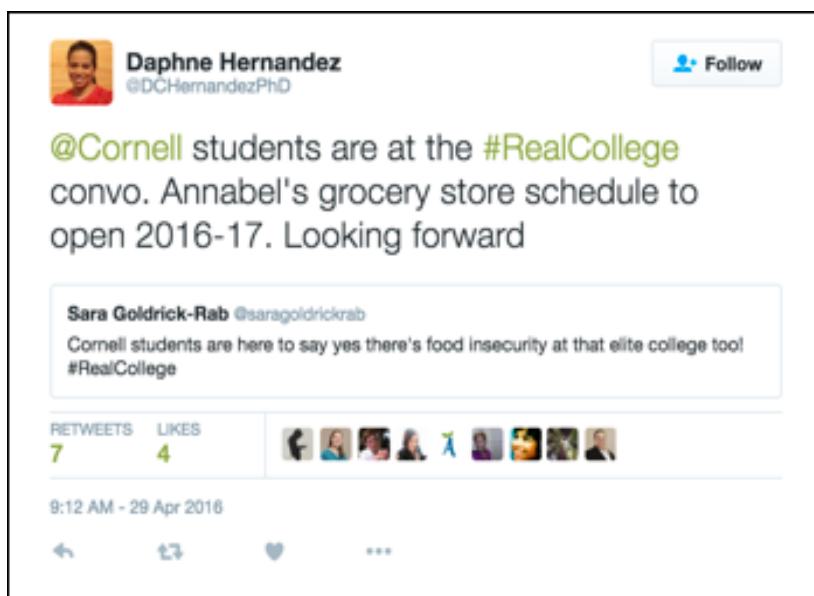 Daphne Hernandez
@DCHernandezPhD
Follow
@Cornell students are at the #RealCollege
convo. Annabel's grocery store schedule to
open 2016-17. Looking forward
Sara Goldrick-Rab @saragoldrickrab
Cornell students are here to say yes there's food insecurity at that elite college too!
#RealCollege
RETWEETS LIKES
7 4
9:12 AM - 29 Apr 2016